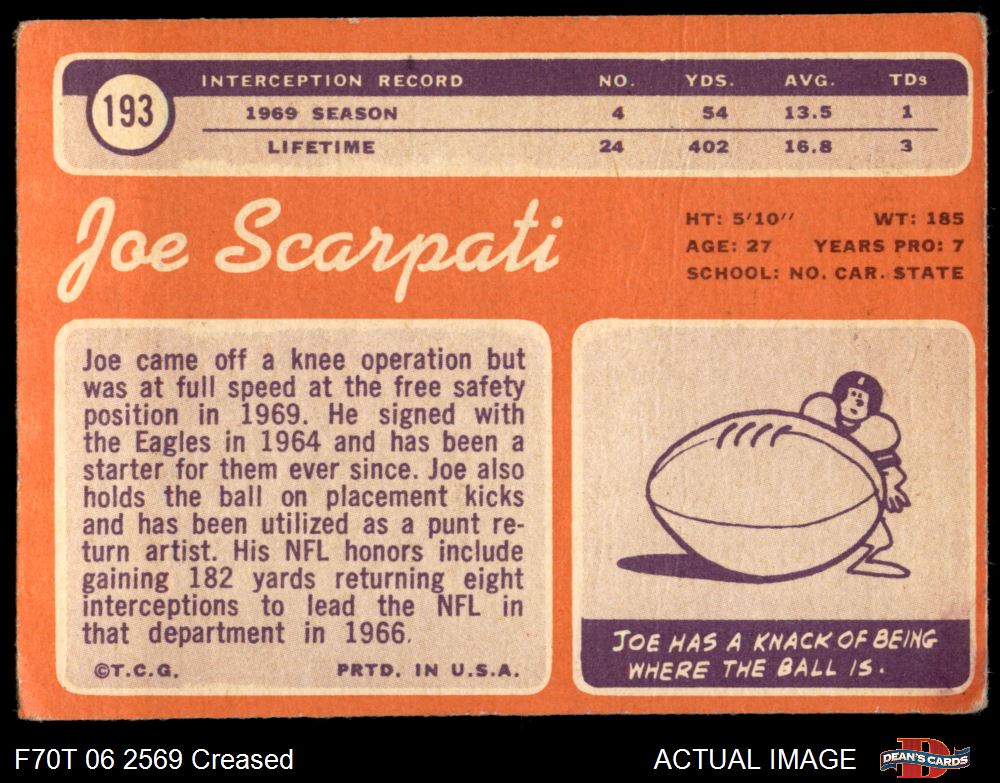 193
INTERCEPTION RECORD NO. YDS. AVG. TDs
1969 SEASON 4 54 13.5 1
LIFETIME 24 402 16.8 3
Joe Scarpati
HT: 5'10'' WT: 185
AGE: 27 YEARS PRO: 7
SCHOOL: NO. CAR. STATE
Joe came off a knee operation but
was at full speed at the free safety
position in 1969. He signed with
the Eagles in 1964 and has been a
starter for them ever since. Joe also
holds the ball on placement kicks
and has been utilized as a punt re-
turn artist. His NFL honors include
gaining 182 yards returning eight
interceptions to lead the NFL in
that department in 1966.
©T.C.G. PRTD. IN U.S.A.
JOE HAS A KNACK OF BEING
WHERE THE BALL IS.
F70T 06 2569 Creased
ACTUAL IMAGE
D
DEAN'S CARDS